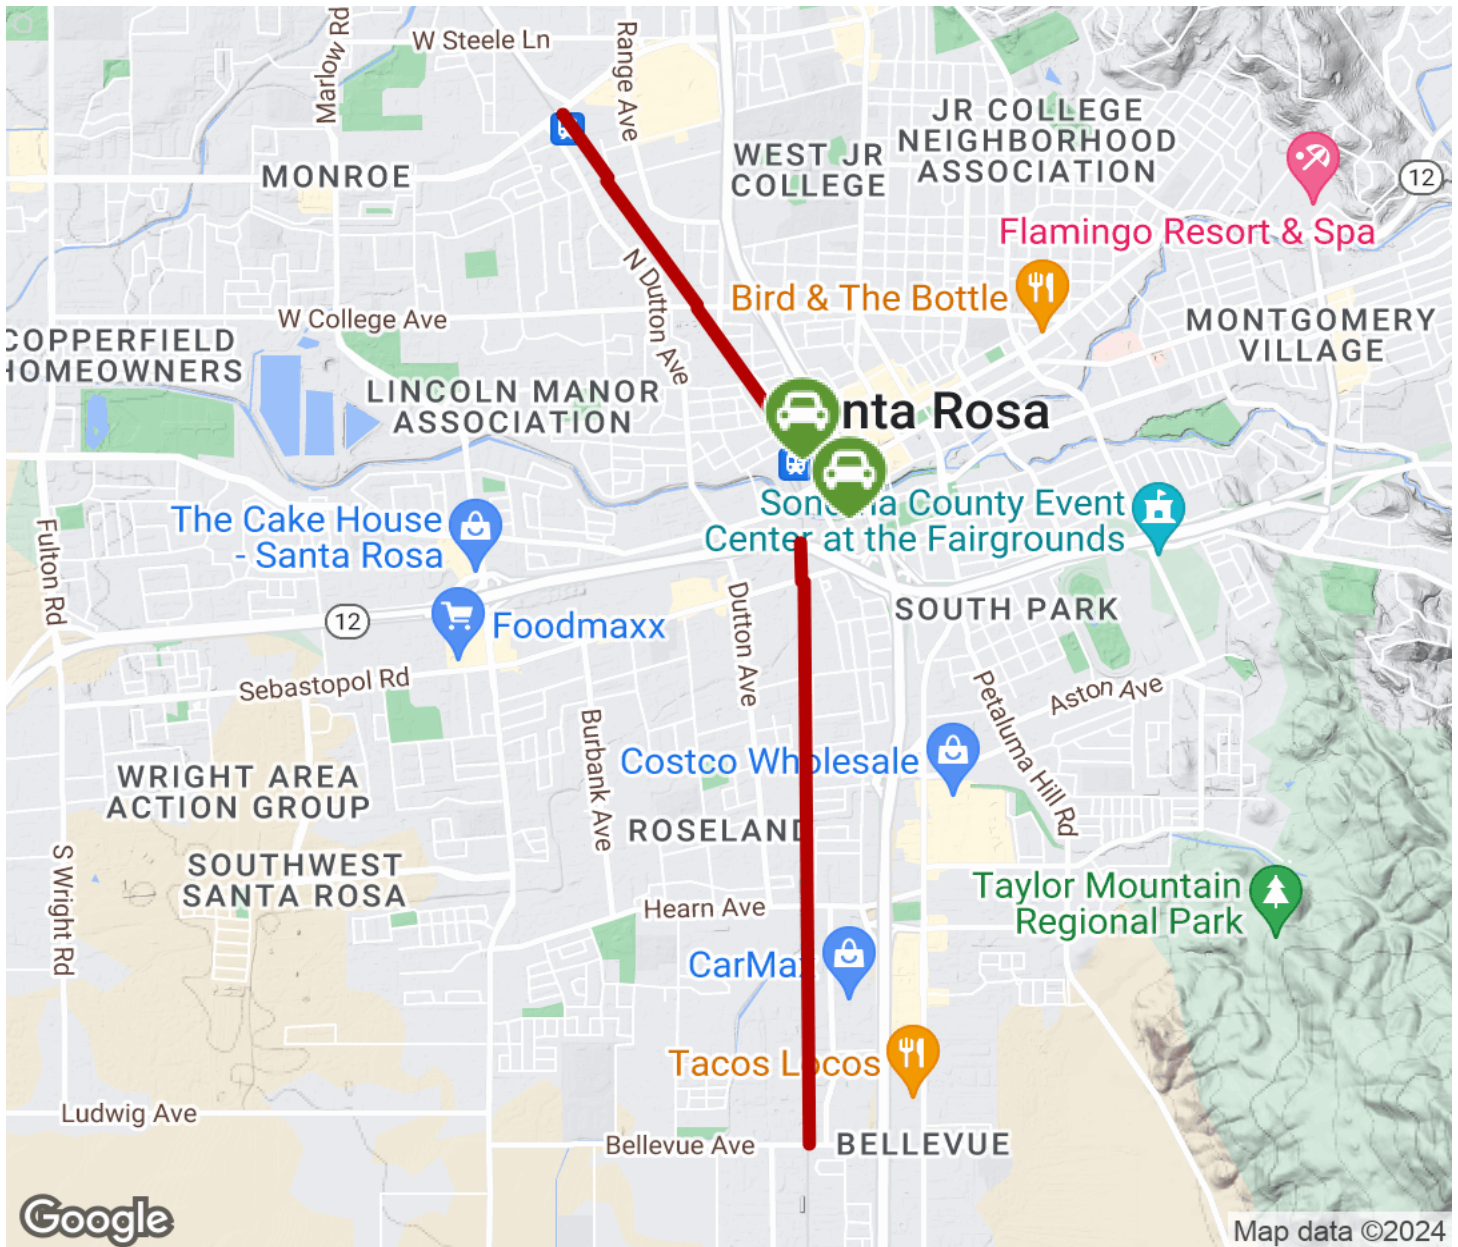 W Steele Ln
Marlow Rd
Range Ave
JR COLLEGE
NEIGHBORHOOD
ASSOCIATION
WEST JR
COLLEGE
MONROE
12
Flamingo Resort & Spa
N Dutton Ave
Bird & The Bottle
W College Ave
MONTGOMERY
VILLAGE
COPPERFIELD
HOMEOWNERS
LINCOLN MANOR
ASSOCIATION
nta Rosa
The Cake House
- Santa Rosa
Sonoma County Event
Center at the Fairgrounds
Fulton Rd
12
Foodmaxx
SOUTH PARK
Dutton Ave
Sebastopol Rd
Petaluma Hill Rd
Aston Ave
Burbank Ave
Costco Wholesale
WRIGHT AREA
ACTION GROUP
ROSELAND
S Wright Rd
SOUTHWEST
SANTA ROSA
Hearn Ave
Taylor Mountain
Regional Park
CarMax
Tacos Locos
Ludwig Ave
Bellevue Ave
BELLEVUE
Google
Map data ©2024